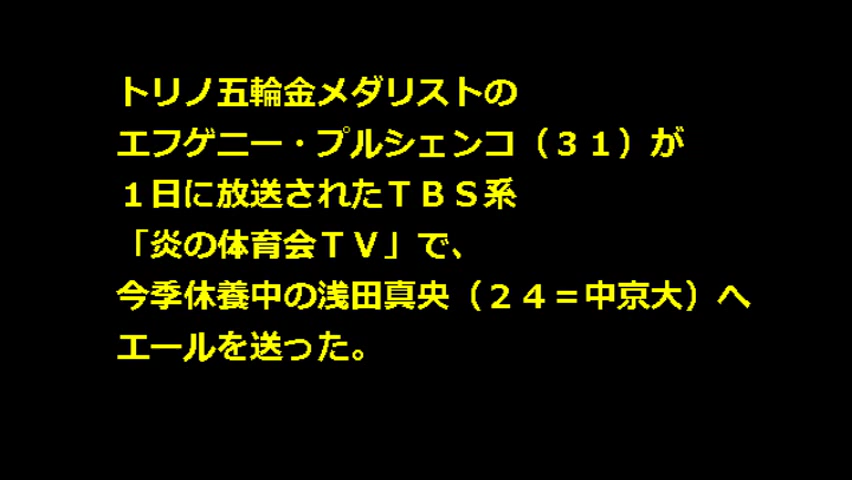 トリノ五輪金メダリストの
エフゲニー・プルシェンコ（３１）が
１日に放送されたＴＢＳ系
「炎の体育会ＴＶ」で、
今季休養中の浅田真央（２４＝中京大）へ
エールを送った。